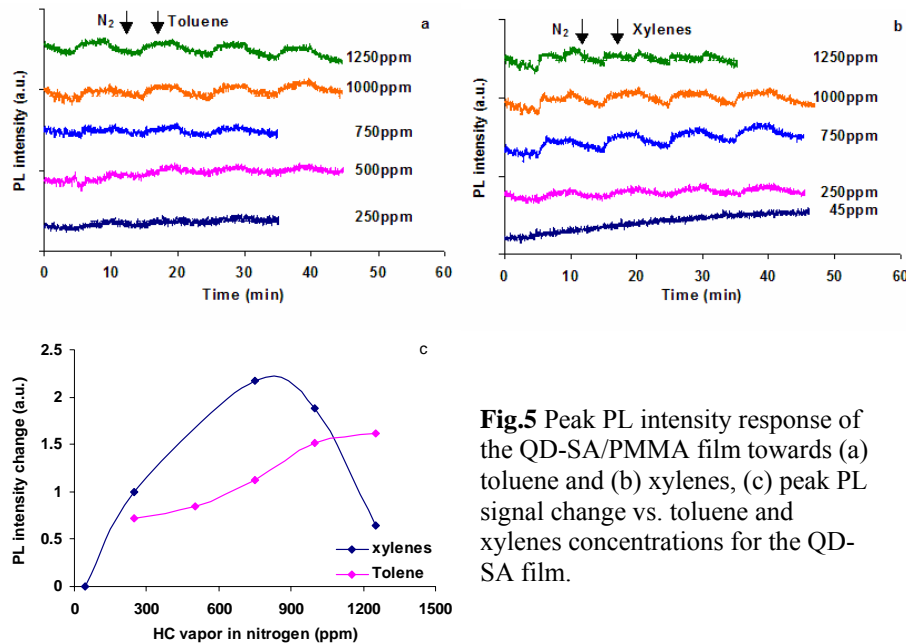 N₂ Toluene a
PL intensity (a.u.)
1250ppm
1000ppm
750ppm
500ppm
250ppm
0 10 20 30 40 50 60
Time (min)
N₂ Xylenes b
PL intensity (a.u.)
1250ppm
1000ppm
750ppm
250ppm
45ppm
0 10 20 30 40 50 60
Time (min)
c
PL intensity change (a.u.)
2.5
2
1.5
1
0.5
0
xylenes
Tolene
0 300 600 900 1200 1500
HC vapor in nitrogen (ppm)
Fig.5 Peak PL intensity response of
the QD-SA/PMMA film towards (a)
toluene and (b) xylenes, (c) peak PL
signal change vs. toluene and
xylenes concentrations for the QD-
SA film.